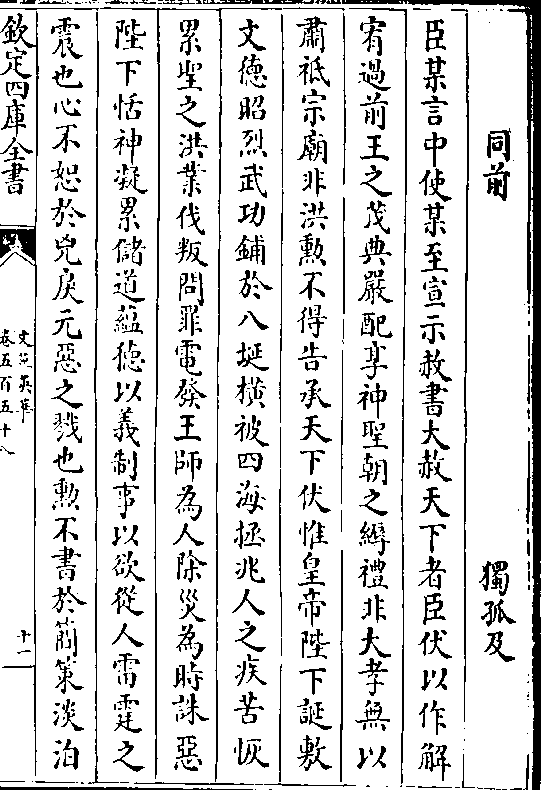 同前　獨孤及
臣某言中使某至宣示赦書大赦天下者臣伏以作解
宥過前王之茂典嚴配享神聖朝之縟禮非大孝無以
肅祗宗廟非洪勲不得告承天下伏惟皇帝陛下誕敷
文德昭烈武功鋪於八埏橫被四海拯兆人之疾苦恢
累聖之洪業伐叛問罪電發王師為人除災為時誅惡
陛下恬神凝累儲道蘊德以義制事以欲從人雷霆之
震也心不恕於兇戾元惡之戮也勲不書於簡策淡泊
欽定四庫全書
文苑英華
卷五百五十八
十一